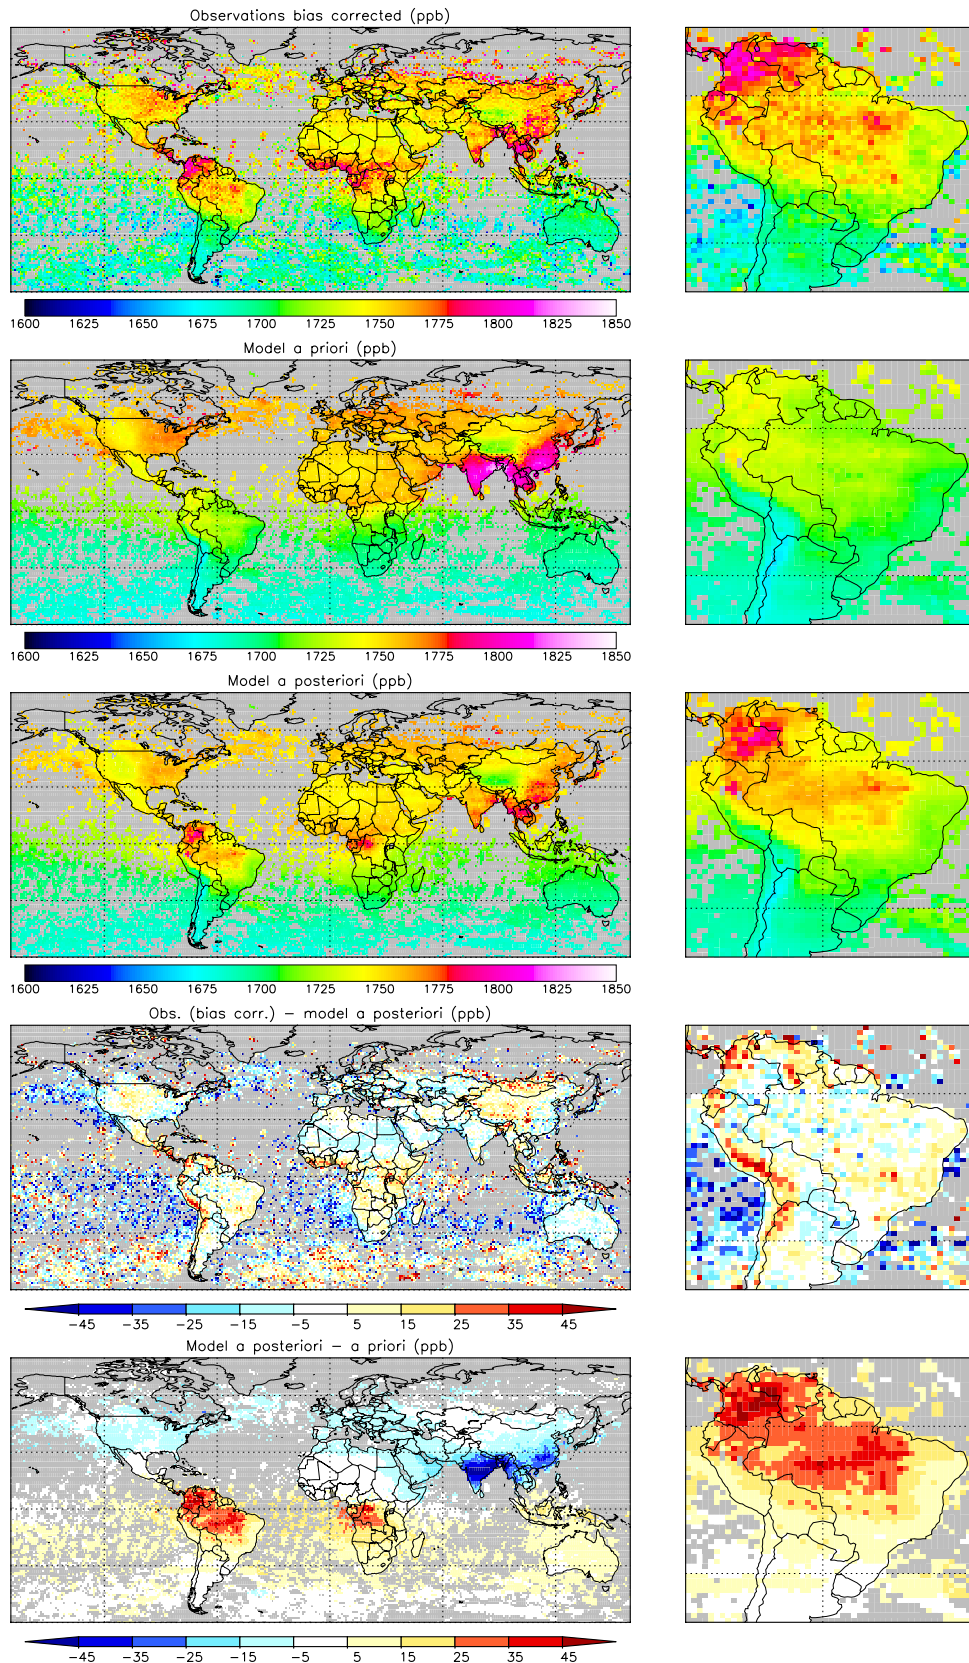 Observations bias corrected (ppb)
1600 1625 1650 1675 1700 1725 1750 1775 1800 1825 1850
Model a priori (ppb)
1600 1625 1650 1675 1700 1725 1750 1775 1800 1825 1850
Model a posteriori (ppb)
1600 1625 1650 1675 1700 1725 1750 1775 1800 1825 1850
Obs. (bias corr.) − model a posteriori (ppb)
−45 −35 −25 −15 −5 5 15 25 35 45
Model a posteriori − a priori (ppb)
−45 −35 −25 −15 −5 5 15 25 35 45